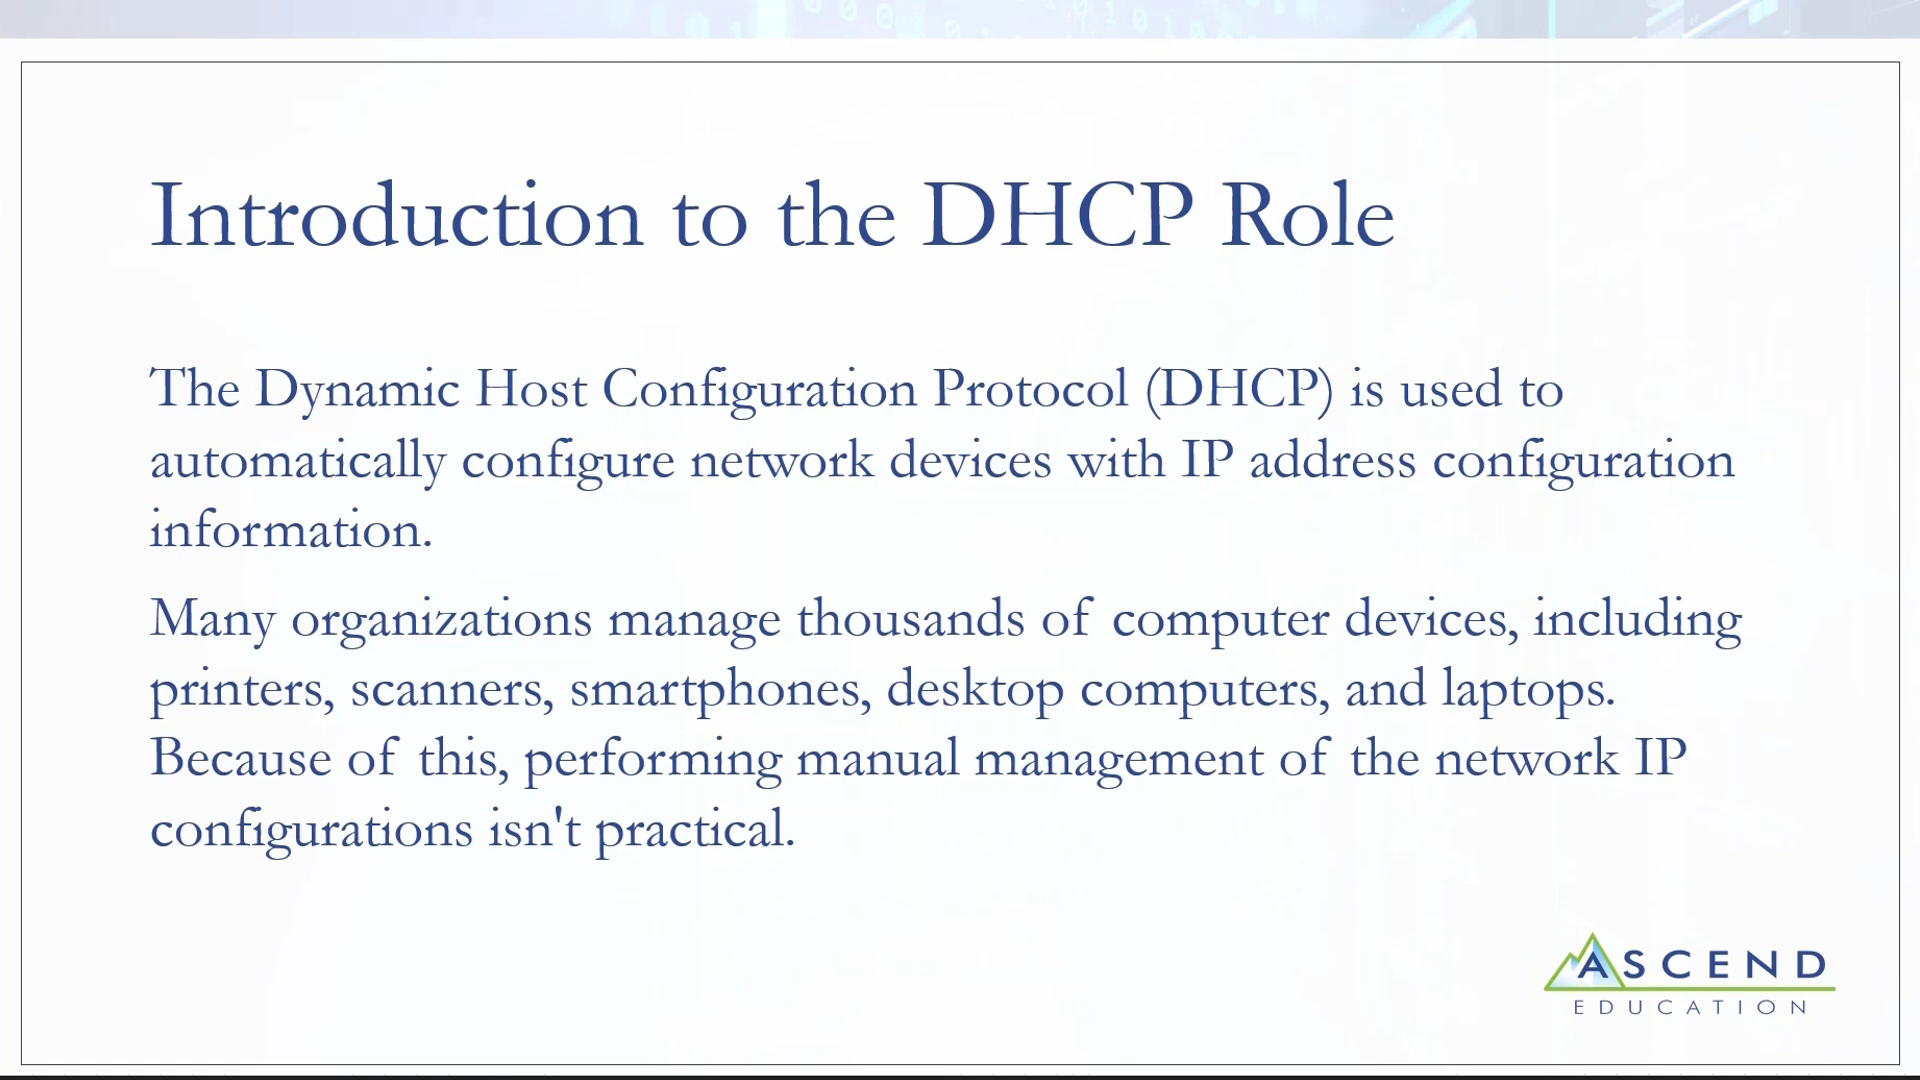 Introduction to the DHCP Role
The Dynamic Host Configuration Protocol (DHCP) is used to
automatically configure network devices with IP address configuration
information.
Many organizations manage thousands of computer devices, including
printers, scanners, smartphones, desktop computers, and laptops.
Because of this, performing manual management of the network IP
configurations isn't practical.
ASCEND
EDUCATION